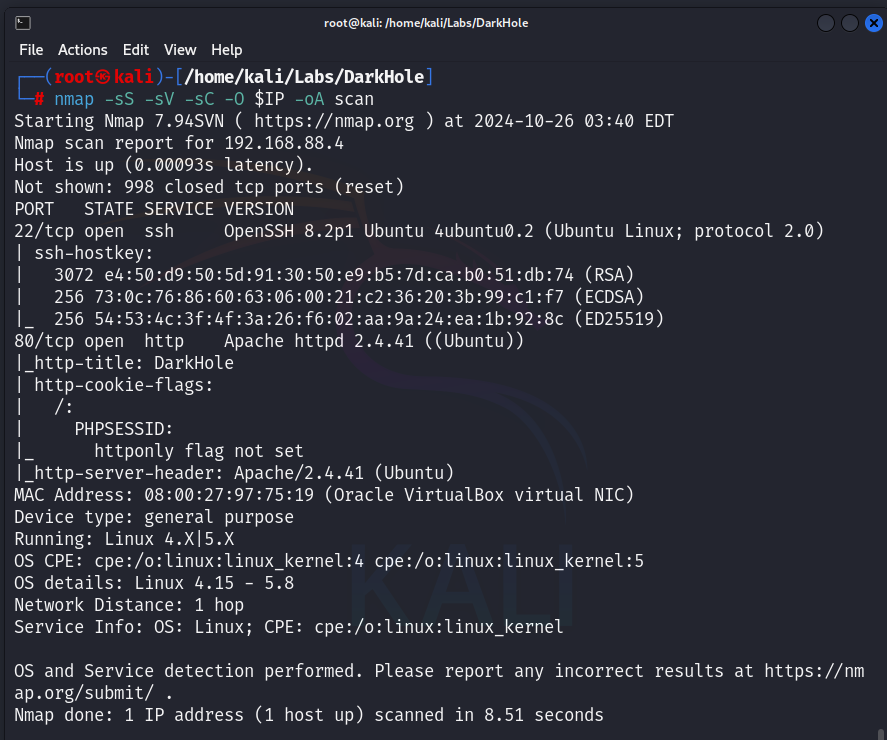 root@kali: /home/kali/Labs/DarkHole
File Actions Edit View Help
┌──(root㉿kali)-[/home/kali/Labs/DarkHole]
└─# nmap -sS -sV -sC -O $IP -oA scan
Starting Nmap 7.94SVN ( https://nmap.org ) at 2024-10-26 03:40 EDT
Nmap scan report for 192.168.88.4
Host is up (0.00093s latency).
Not shown: 998 closed tcp ports (reset)
PORT   STATE SERVICE VERSION
22/tcp open  ssh     OpenSSH 8.2p1 Ubuntu 4ubuntu0.2 (Ubuntu Linux; protocol 2.0)
| ssh-hostkey:
|   3072 e4:50:d9:50:5d:91:30:50:e9:b5:7d:ca:b0:51:db:74 (RSA)
|   256 73:0c:76:86:60:63:06:00:21:c2:36:20:3b:99:c1:f7 (ECDSA)
|_  256 54:53:4c:3f:4f:3a:26:f6:02:aa:9a:24:ea:1b:92:8c (ED25519)
80/tcp open  http    Apache httpd 2.4.41 ((Ubuntu))
|_http-title: DarkHole
| http-cookie-flags:
|   /:
|     PHPSESSID:
|_      httponly flag not set
|_http-server-header: Apache/2.4.41 (Ubuntu)
MAC Address: 08:00:27:97:75:19 (Oracle VirtualBox virtual NIC)
Device type: general purpose
Running: Linux 4.X|5.X
OS CPE: cpe:/o:linux:linux_kernel:4 cpe:/o:linux:linux_kernel:5
OS details: Linux 4.15 - 5.8
Network Distance: 1 hop
Service Info: OS: Linux; CPE: cpe:/o:linux:linux_kernel
KALI
OS and Service detection performed. Please report any incorrect results at https://nm
ap.org/submit/ .
Nmap done: 1 IP address (1 host up) scanned in 8.51 seconds